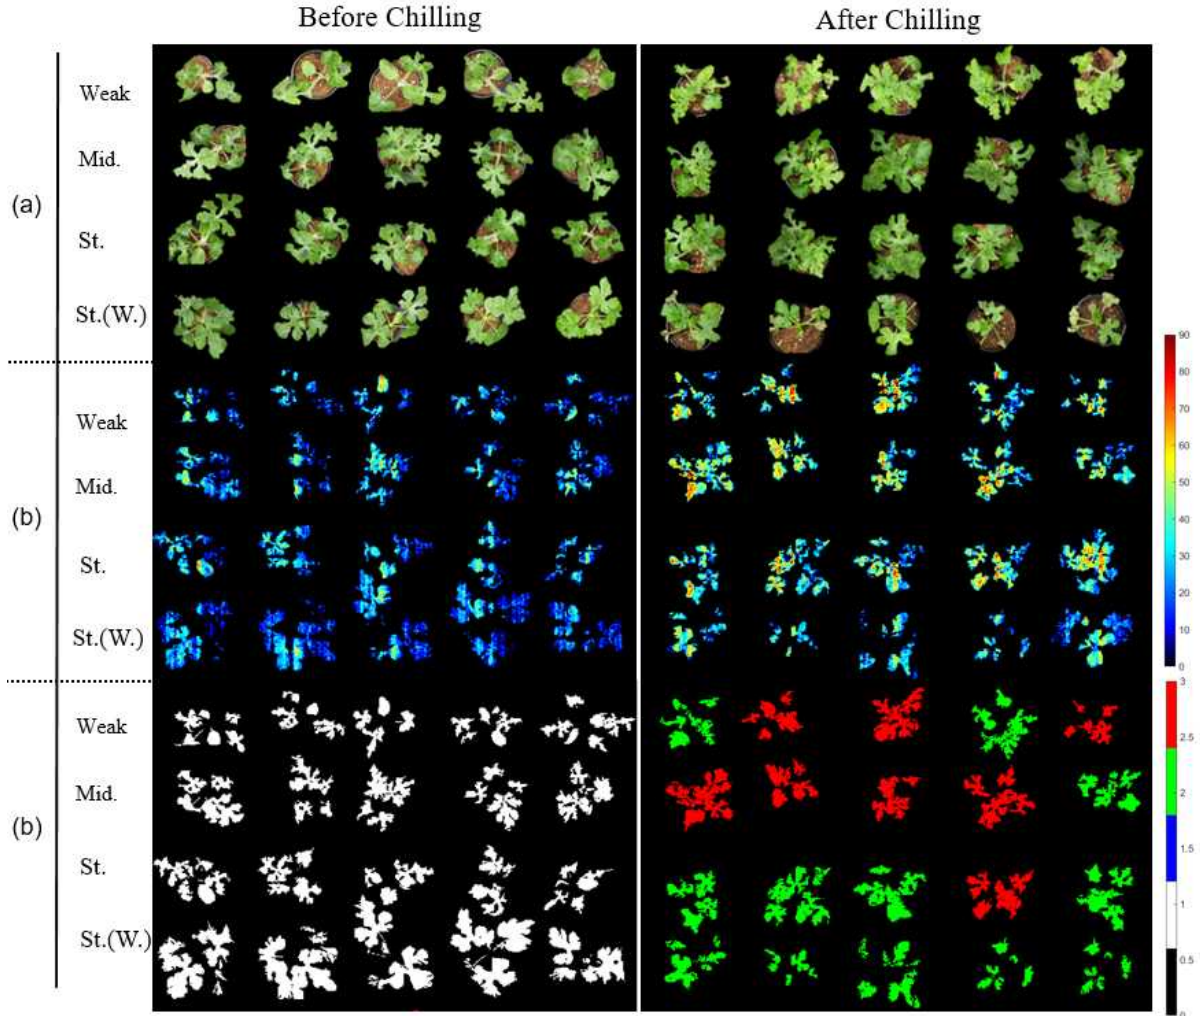 Before Chilling After Chilling
Weak
Mid.
(a)
St.
St.(W.)
90
80
70
60
50
40
30
20
10
0
Weak
Mid.
(b)
St.
St.(W.)
3
2.5
2
1.5
1
0.5
0
Weak
Mid.
(b)
St.
St.(W.)